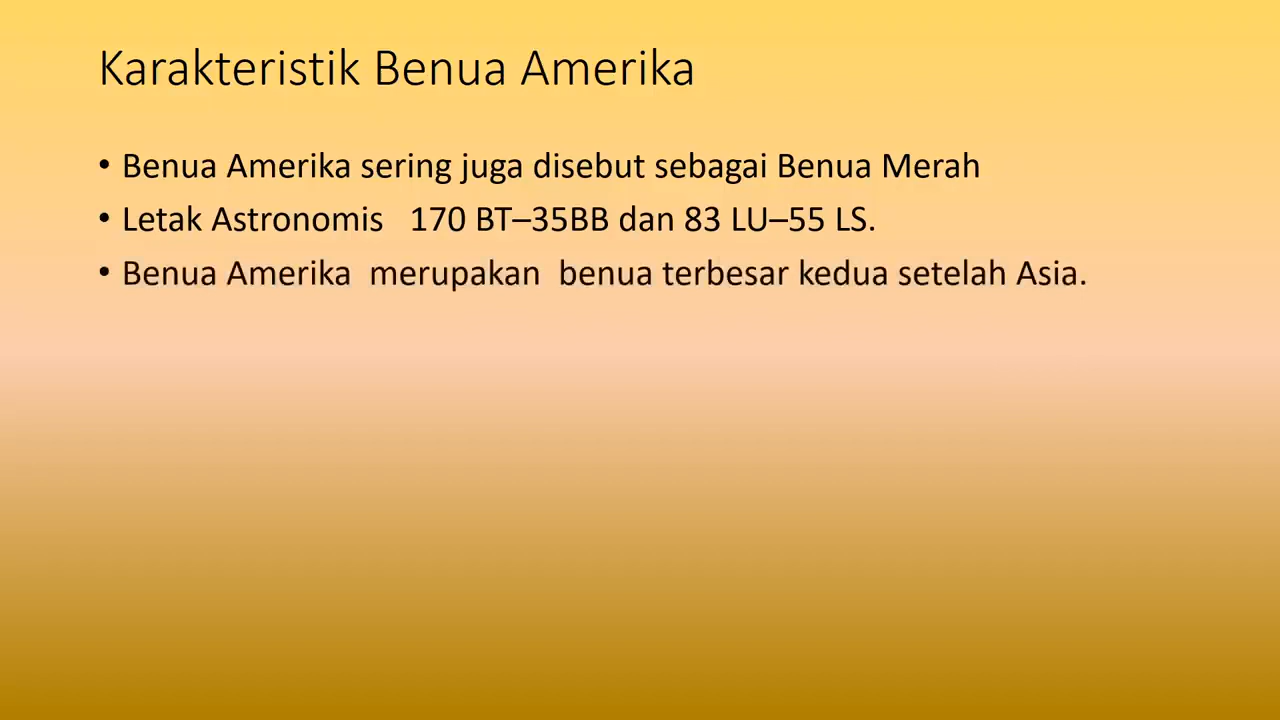 Karakteristik Benua Amerika
• Benua Amerika sering juga disebut sebagai Benua Merah
• Letak Astronomis   170 BT–35BB dan 83 LU–55 LS.
• Benua Amerika  merupakan  benua terbesar kedua setelah Asia.